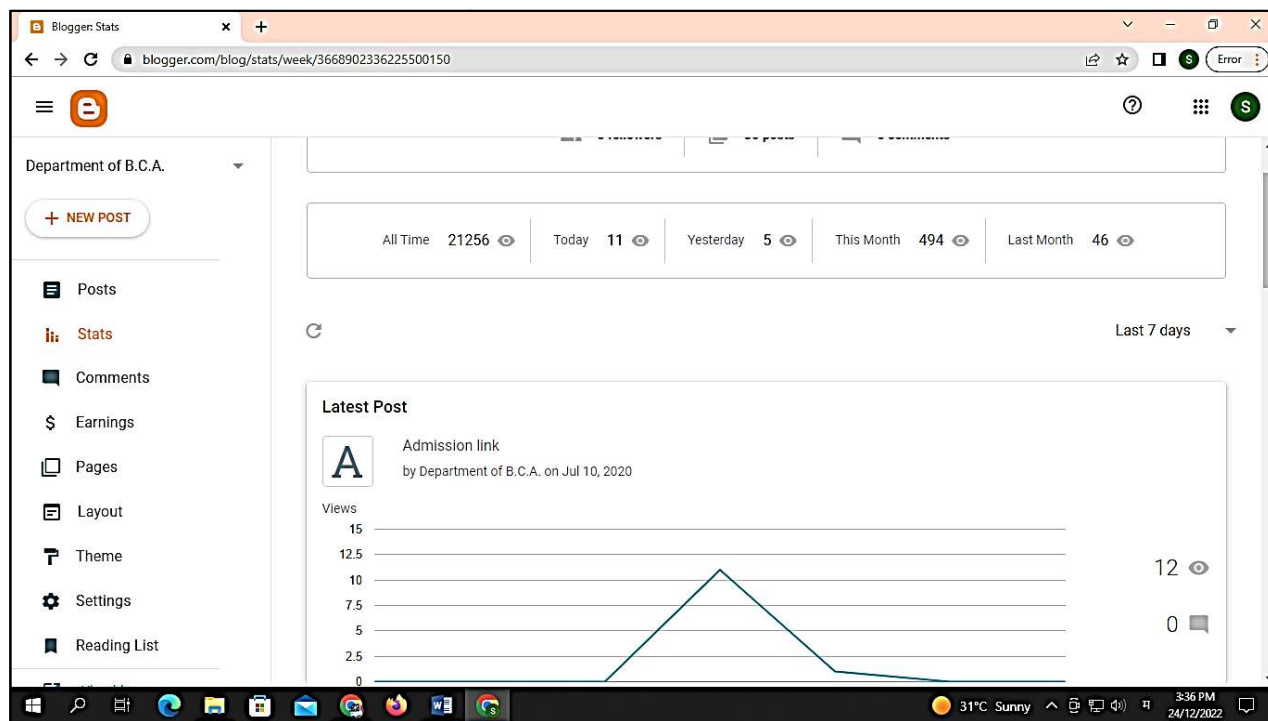 Blogger: Stats
blogger.com/blog/stats/week/3668902336225500150
Error
S
Department of B.C.A.
NEW POST
All Time 21256 Today 11 Yesterday 5 This Month 494 Last Month 46
Posts
Stats
Comments
Earnings
Pages
Layout
Theme
Settings
Reading List
Last 7 days
Latest Post
A
Admission link
by Department of B.C.A. on Jul 10, 2020
Views
15
12.5
10
7.5
5
2.5
0
12
0
31°C Sunny
म
3:36 PM
24/12/2022